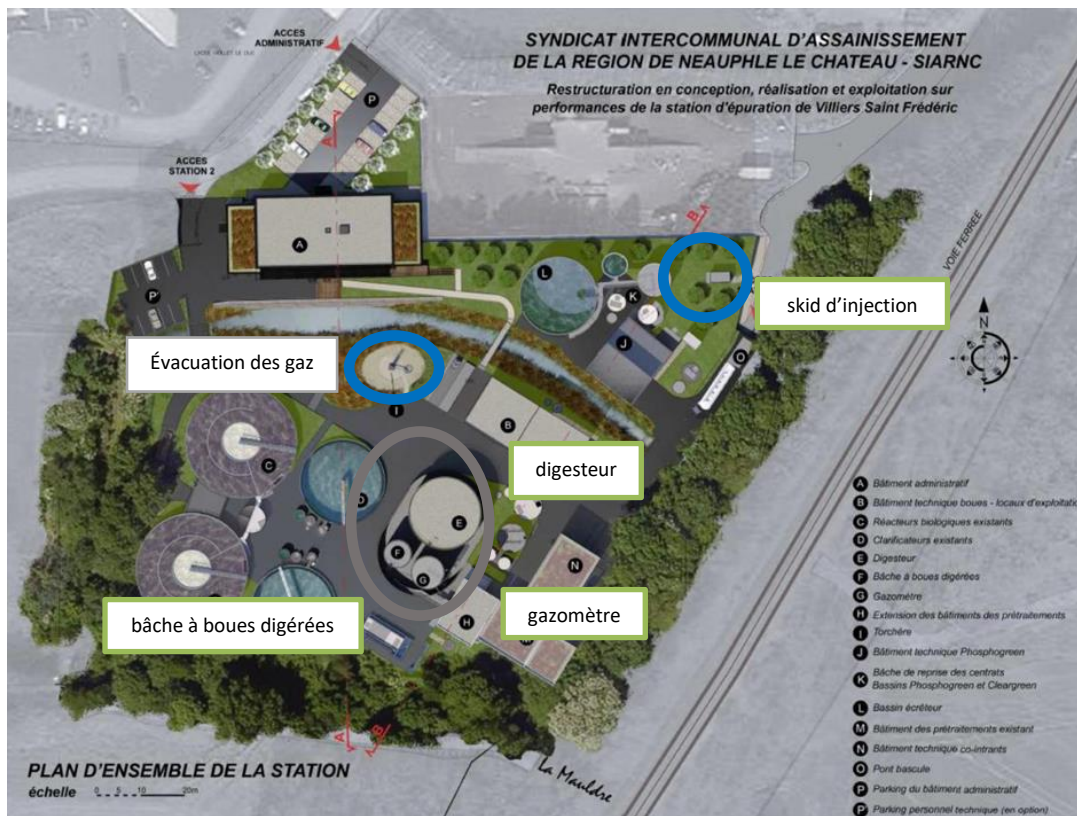 ACCES
ADMINISTRATIF
SYNDICAT INTERCOMMUNAL D'ASSAINISSEMENT
DE LA REGION DE NEAUPHLE LE CHATEAU - SIARNC
Restructuration en conception, réalisation et exploitation sur
performances de la station d'épuration de Villiers Saint Frédéric
P
A
ACCES
STATION 2
B
A
VOIE FERREE
L
skid d'injection
K
P'
J
N
O
Évacuation des gaz
I
B
digesteur
C
D
E
F
N
G
gazomètre
bâche à boues digérées
H
A Bâtiment administratif
B Bâtiment technique boues - locaux d'exploitatio
C Réacteurs biologiques existants
D Clarificateurs existants
E Digesteur
F Bâche à boues digérées
G Gazomètre
H Extension des bâtiments des prétraitements
I Torchère
J Bâtiment technique Phosphogreen
K Bâche de reprise des centrats
Bassins Phosphogreen et Cleargreen
L Bassin écrêteur
M Bâtiment des prétraitements existant
N Bâtiment technique co-intrants
O Pont bascule
P Parking du bâtiment administratif
P Parking personnel technique (en option)
A
B
La Mauldre
PLAN D'ENSEMBLE DE LA STATION
échelle 0 5 10 20m